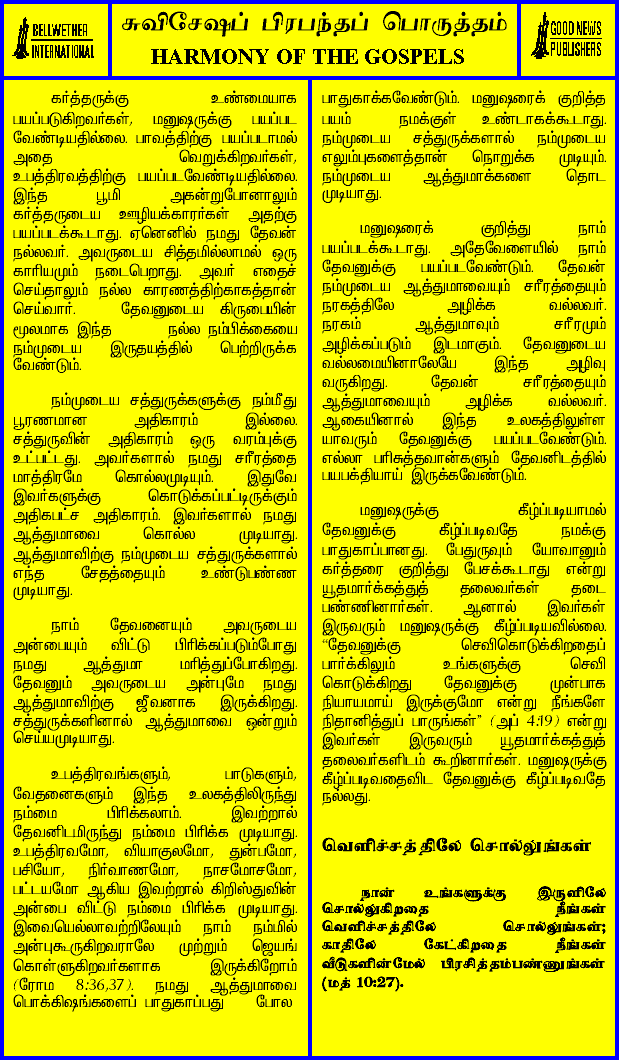 BELLWETHER
INTERNATIONAL
சுவிசேஷப் பிரபந்தப் பொருத்தம்
HARMONY OF THE GOSPELS
GOOD NEWS
PUBLISHERS
கர்த்தருக்கு உண்மையாக
பயப்படுகிறவர்கள், மனுஷருக்கு பயப்பட
வேண்டியதில்லை. பாவத்திற்கு பயப்படாமல்
அதை வெறுக்கிறவர்கள்,
உபத்திரவத்திற்கு பயப்படவேண்டியதில்லை.
இந்த பூமி அகன்றுபோனாலும்
கர்த்தருடைய ஊழியக்காரர்கள் அதற்கு
பயப்படக்கூடாது. ஏனெனில் நமது தேவன்
நல்லவர். அவருடைய சித்தமில்லாமல் ஒரு
காரியமும் நடைபெறாது. அவர் எதைச்
செய்தாலும் நல்ல காரணத்திற்காகத்தான்
செய்வார். தேவனுடைய கிருபையின்
மூலமாக இந்த நல்ல நம்பிக்கையை
நம்முடைய இருதயத்தில் பெற்றிருக்க
வேண்டும்.
நம்முடைய சத்துருக்களுக்கு நம்மீது
பூரணமான அதிகாரம் இல்லை.
சத்துருவின் அதிகாரம் ஒரு வரம்புக்கு
உட்பட்டது. அவர்களால் நமது சரீரத்தை
மாத்திரமே கொல்லமுடியும். இதுவே
இவர்களுக்கு கொடுக்கப்பட்டிருக்கும்
அதிகபட்ச அதிகாரம். இவர்களால் நமது
ஆத்துமாவை கொல்ல முடியாது.
ஆத்துமாவிற்கு நம்முடைய சத்துருக்களால்
எந்த சேதத்தையும் உண்டுபண்ண
முடியாது.
நாம் தேவனையும் அவருடைய
அன்பையும் விட்டு பிரிக்கப்படும்போது
நமது ஆத்துமா மரித்துப்போகிறது.
தேவனும் அவருடைய அன்புமே நமது
ஆத்துமாவிற்கு ஜீவனாக இருக்கிறது.
சத்துருக்களினால் ஆத்துமாவை ஒன்றும்
செய்யமுடியாது.
உபத்திரவங்களும், பாடுகளும்,
வேதனைகளும் இந்த உலகத்திலிருந்து
நம்மை பிரிக்கலாம். இவற்றால்
தேவனிடமிருந்து நம்மை பிரிக்க முடியாது.
உபத்திரவமோ, வியாகுலமோ, துன்பமோ,
பசியோ, நிர்வாணமோ, நாசமோசமோ,
பட்டயமோ ஆகிய இவற்றால் கிறிஸ்துவின்
அன்பை விட்டு நம்மை பிரிக்க முடியாது.
இவையெல்லாவற்றிலேயும் நாம் நம்மில்
அன்புகூருகிறவராலே முற்றும் ஜெயங்
கொள்ளுகிறவர்களாக இருக்கிறோம்
(ரோம 8:36,37). நமது ஆத்துமாவை
பொக்கிஷங்களைப் பாதுகாப்பது போல
பாதுகாக்கவேண்டும். மனுஷரைக் குறித்த
பயம் நமக்குள் உண்டாகக்கூடாது.
நம்முடைய சத்துருக்களால் நம்முடைய
எலும்புகளைத்தான் நொறுக்க முடியும்.
நம்முடைய ஆத்துமாக்களை தொட
முடியாது.
மனுஷரைக் குறித்து நாம்
பயப்படக்கூடாது. அதேவேளையில் நாம்
தேவனுக்கு பயப்படவேண்டும். தேவன்
நம்முடைய ஆத்துமாவையும் சரீரத்தையும்
நரகத்திலே அழிக்க வல்லவர்.
நரகம் ஆத்துமாவும் சரீரமும்
அழிக்கப்படும் இடமாகும். தேவனுடைய
வல்லமையினாலேயே இந்த அழிவு
வருகிறது. தேவன் சரீரத்தையும்
ஆத்துமாவையும் அழிக்க வல்லவர்.
ஆகையினால் இந்த உலகத்திலுள்ள
யாவரும் தேவனுக்கு பயப்படவேண்டும்.
எல்லா பரிசுத்தவான்களும் தேவனிடத்தில்
பயபக்தியாய் இருக்கவேண்டும்.
மனுஷருக்கு கீழ்ப்படியாமல்
தேவனுக்கு கீழ்ப்படிவதே நமக்கு
பாதுகாப்பானது. பேதுருவும் யோவானும்
கர்த்தரை குறித்து பேசக்கூடாது என்று
யூதமார்க்கத்துத் தலைவர்கள் தடை
பண்ணினார்கள். ஆனால் இவர்கள்
இருவரும் மனுஷருக்கு கீழ்ப்படியவில்லை.
“தேவனுக்கு செவிகொடுக்கிறதைப்
பார்க்கிலும் உங்களுக்கு செவி
கொடுக்கிறது தேவனுக்கு முன்பாக
நியாயமாய் இருக்குமோ என்று நீங்களே
நிதானித்துப் பாருங்கள்” (அப் 4:19) என்று
இவர்கள் இருவரும் யூதமார்க்கத்துத்
தலைவர்களிடம் கூறினார்கள். மனுஷருக்கு
கீழ்ப்படிவதைவிட தேவனுக்கு கீழ்ப்படிவதே
நல்லது.
வெளிச்சத்திலே சொல்லுங்கள்
நான் உங்களுக்கு இருளிலே
சொல்லுகிறதை நீங்கள்
வெளிச்சத்திலே சொல்லுங்கள்;
காதிலே கேட்கிறதை நீங்கள்
வீடுகளின்மேல் பிரசித்தம்பண்ணுங்கள்
(மத் 10:27).